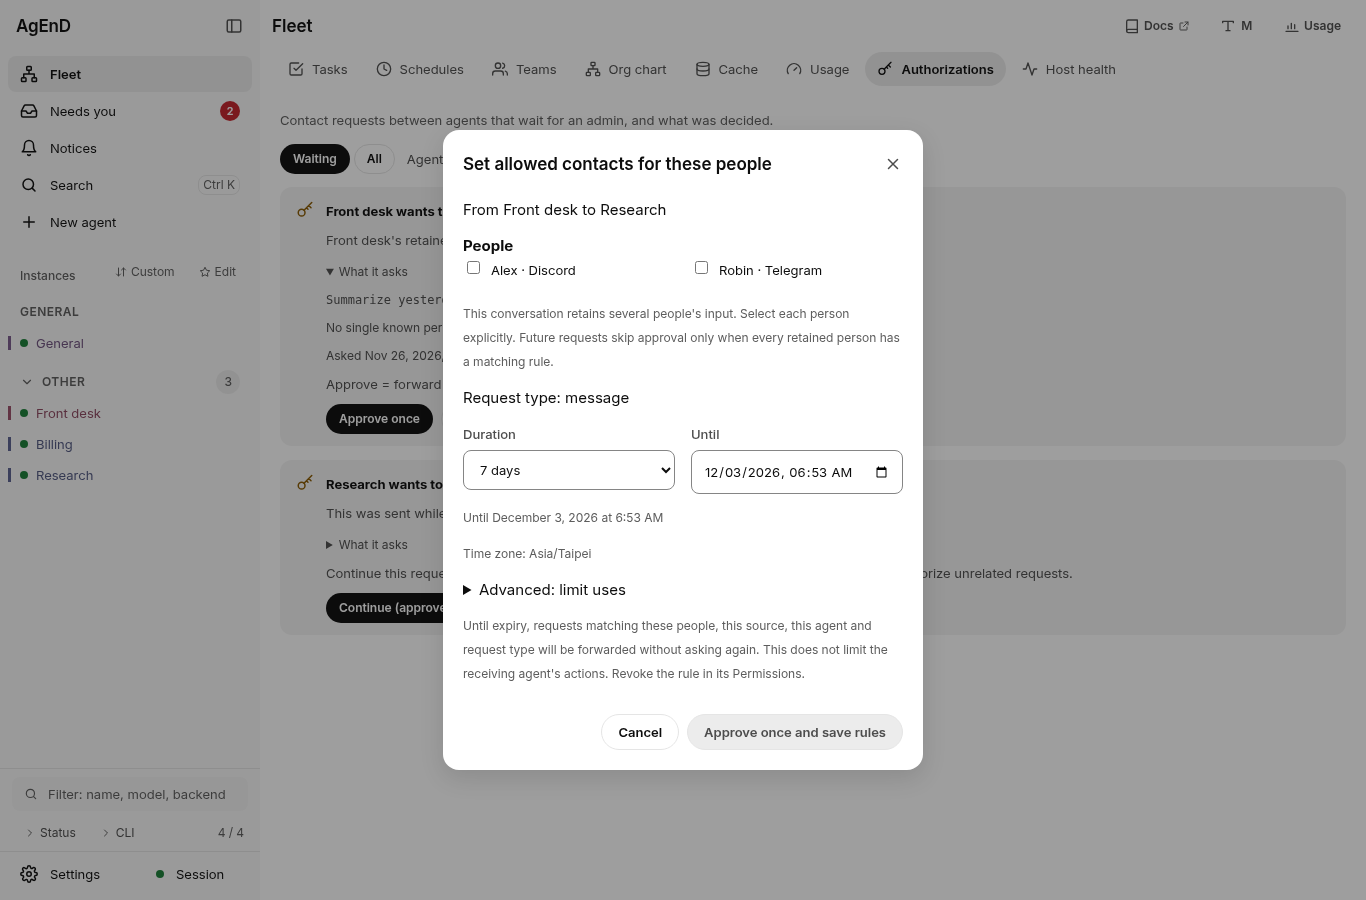 AgEnD
Fleet
Needs you
2
Notices
Search
Ctrl K
New agent
Instances
Custom
Edit
GENERAL
General
OTHER
3
Front desk
Billing
Research
Filter: name, model, backend
Status
CLI
4 / 4
Settings
Session
Fleet
Docs
M
Usage
Tasks
Schedules
Teams
Org chart
Cache
Usage
Authorizations
Host health
Contact requests between agents that wait for an admin, and what was decided.
Waiting
All
Agent
Front desk wants
Front desk's
What it asks
Summarize
No single known
Asked Nov 26, 2026,
Approve = forward
Approve once
Research wants to
This was sent
What it asks
Continue this
unrelated requests.
Continue
Set allowed contacts for these people
From Front desk to Research
People
Alex · Discord
Robin · Telegram
This conversation retains several people's input. Select each person
explicitly. Future requests skip approval only when every retained person has
a matching rule.
Request type: message
Duration
Until
7 days
12/03/2026, 06:53 AM
Until December 3, 2026 at 6:53 AM
Time zone: Asia/Taipei
Advanced: limit uses
Until expiry, requests matching these people, this source, this agent and
request type will be forwarded without asking again. This does not limit the
receiving agent's actions. Revoke the rule in its Permissions.
Cancel
Approve once and save rules